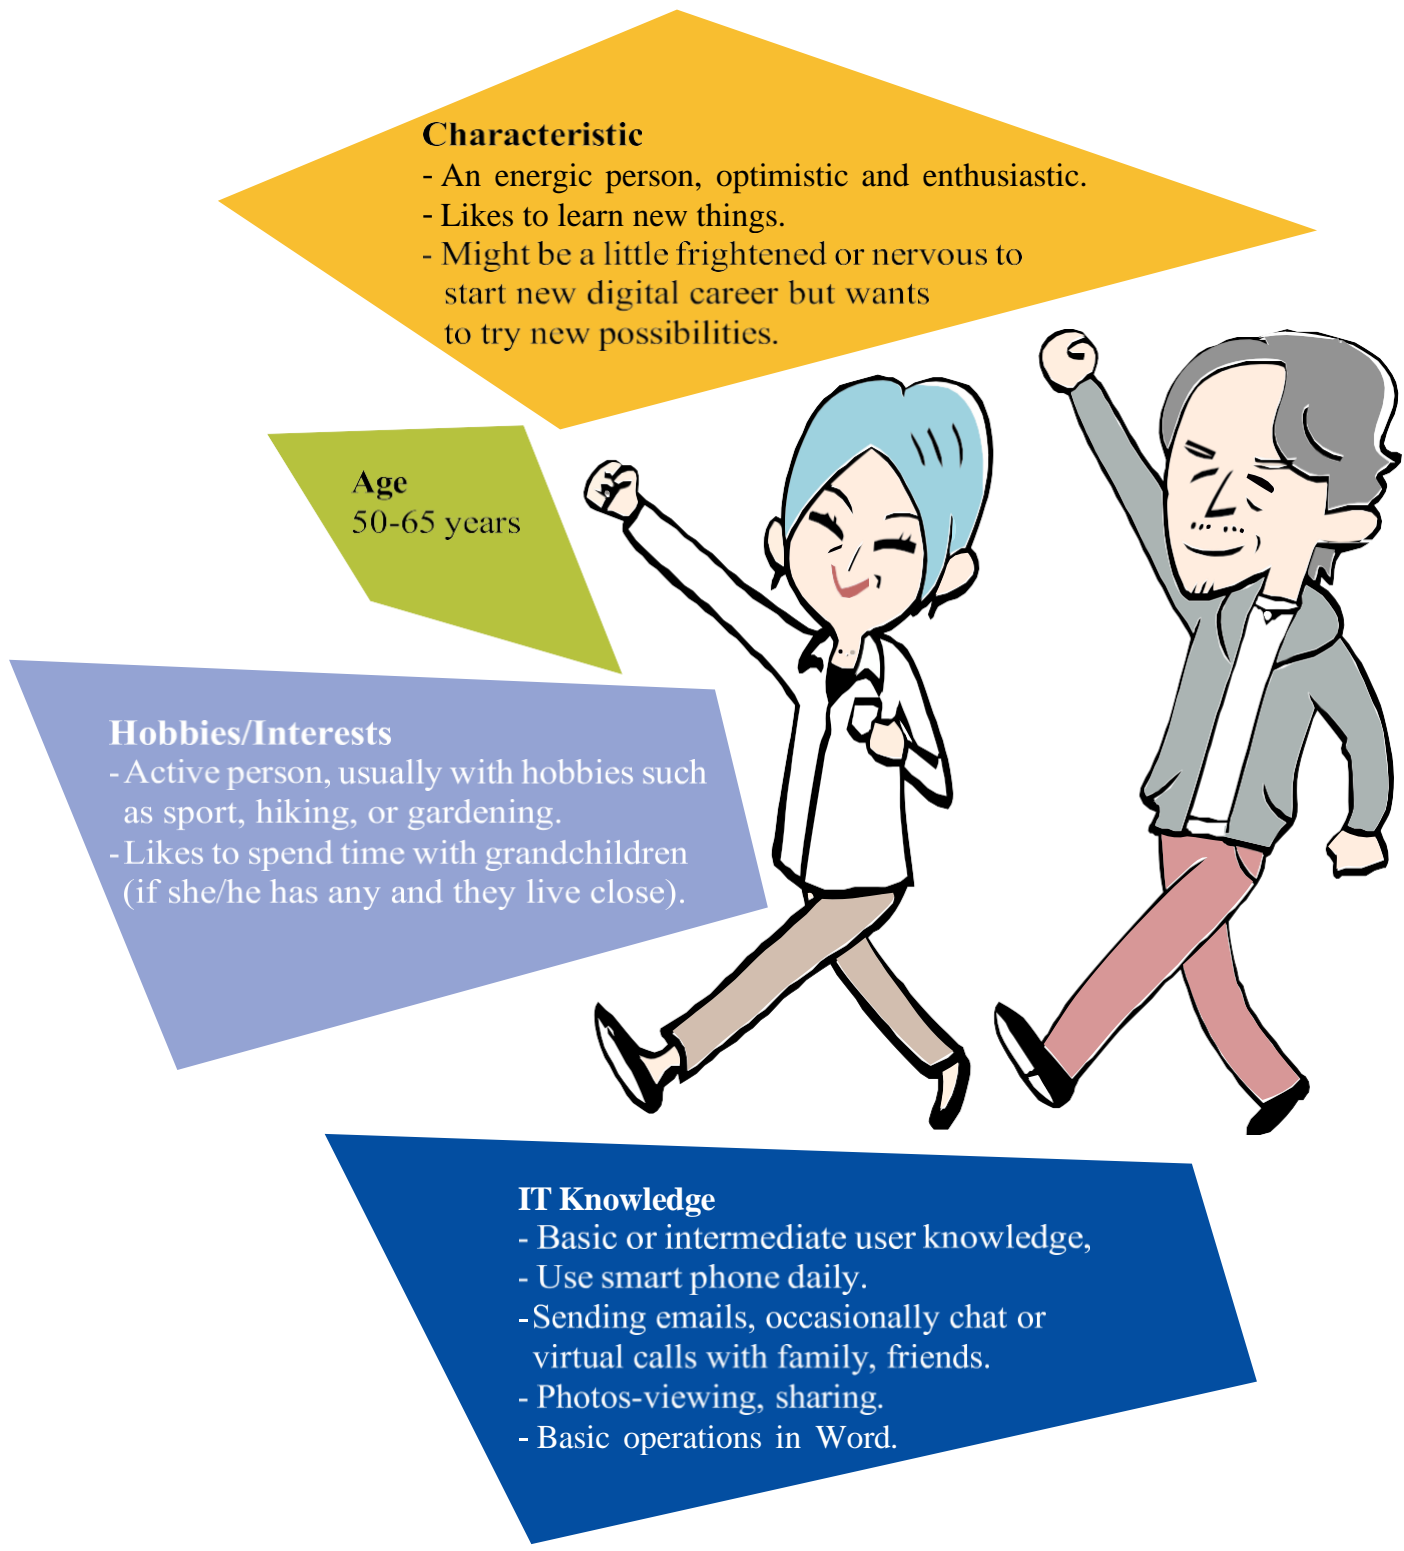 Characteristic
- An energic person, optimistic and enthusiastic.
- Likes to learn new things.
- Might be a little frightened or nervous to
start new digital career but wants
to try new possibilities.
Age
50-65 years
Hobbies/Interests
-Active person, usually with hobbies such
as sport, hiking, or gardening.
-Likes to spend time with grandchildren
(if she/he has any and they live close).
IT Knowledge
- Basic or intermediate user knowledge,
- Use smart phone daily.
-Sending emails, occasionally chat or
virtual calls with family, friends.
- Photos-viewing, sharing.
- Basic operations in Word.